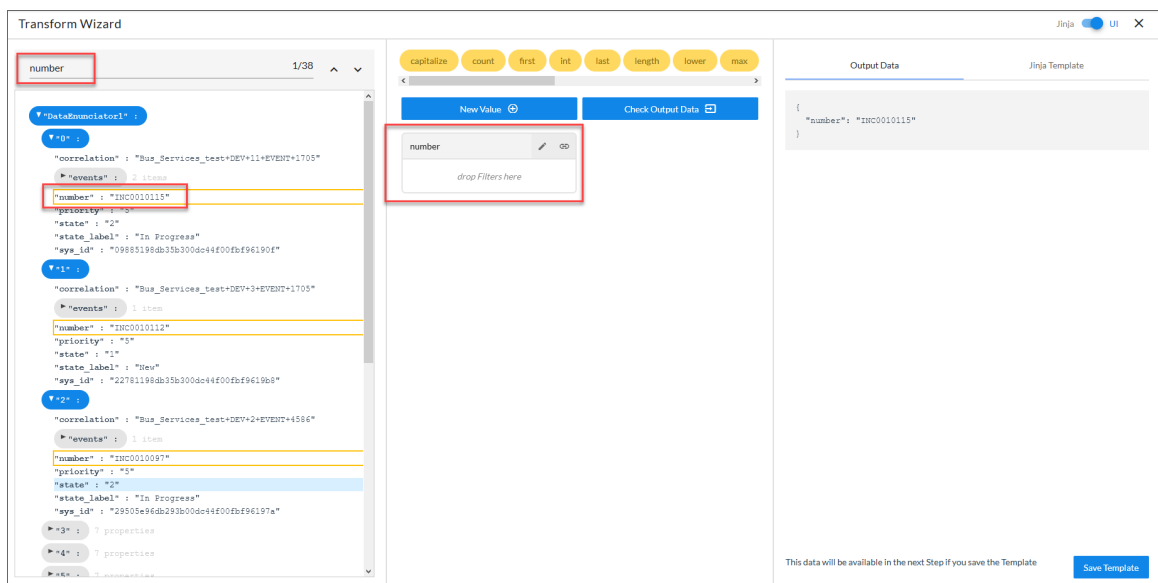 Transform Wizard
Jinja UI
number 1/38
"DataEnunciator1" :
"0" :
"correlation" : "Bus_Services_test+DEV+11+EVENT+1705"
"events" : 2 items
"number" : "INC0010115"
"priority" : "5"
"state" : "2"
"state_label" : "In Progress"
"sys_id" : "09885198db35b300dc44f00fbf96190f"
"1" :
"correlation" : "Bus_Services_test+DEV+3+EVENT+1705"
"events" : 1 item
"number" : "INC0010112"
"priority" : "5"
"state" : "1"
"state_label" : "New"
"sys_id" : "22781198db35b300dc44f00fbf9619b8"
"2" :
"correlation" : "Bus_Services_test+DEV+2+EVENT+4586"
"events" : 1 item
"number" : "INC0010097"
"priority" : "5"
"state" : "2"
"state_label" : "In Progress"
"sys_id" : "29505e96db293b00dc44f00fbf96197a"
"3" : 7 properties
"4" : 7 properties
"5" : 7 properties
capitalize count first int last length lower max
New Value Check Output Data
number
drop Filters here
Output Data Jinja Template
{
"number": "INC0010115"
}
This data will be available in the next Step if you save the Template
Save Template